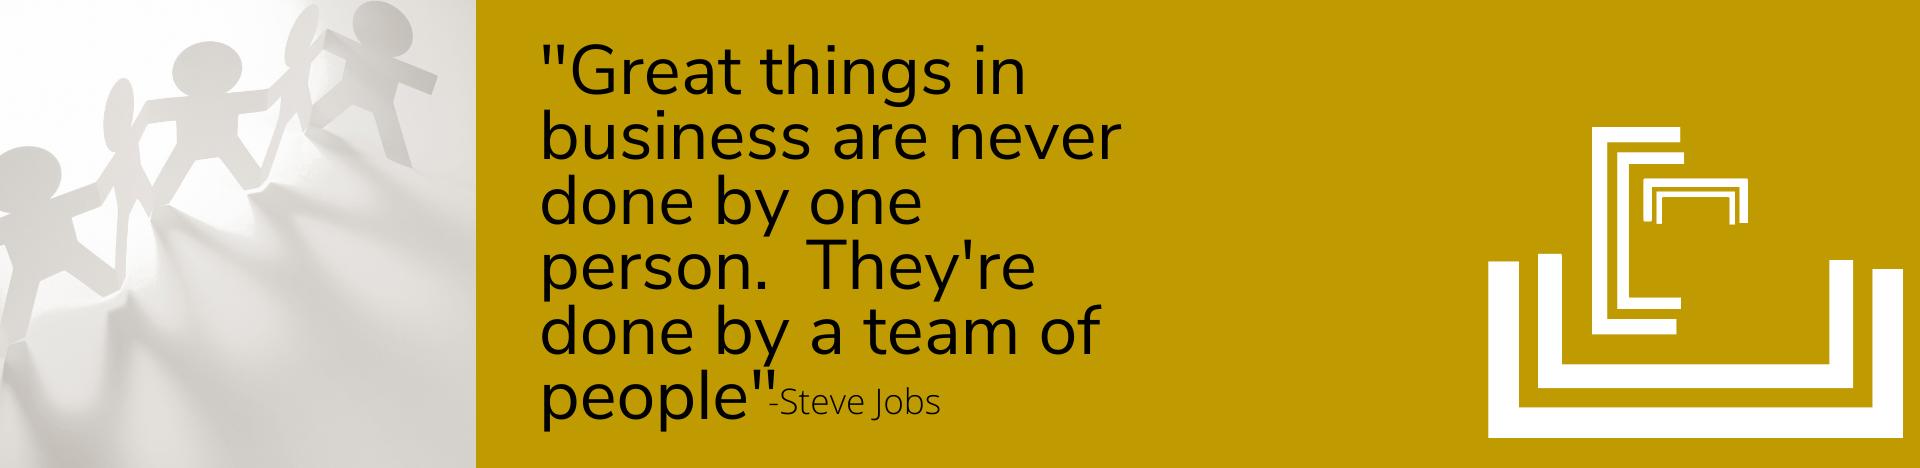 "Great things in
business are never
done by one
person.  They're
done by a team of
people"-Steve Jobs